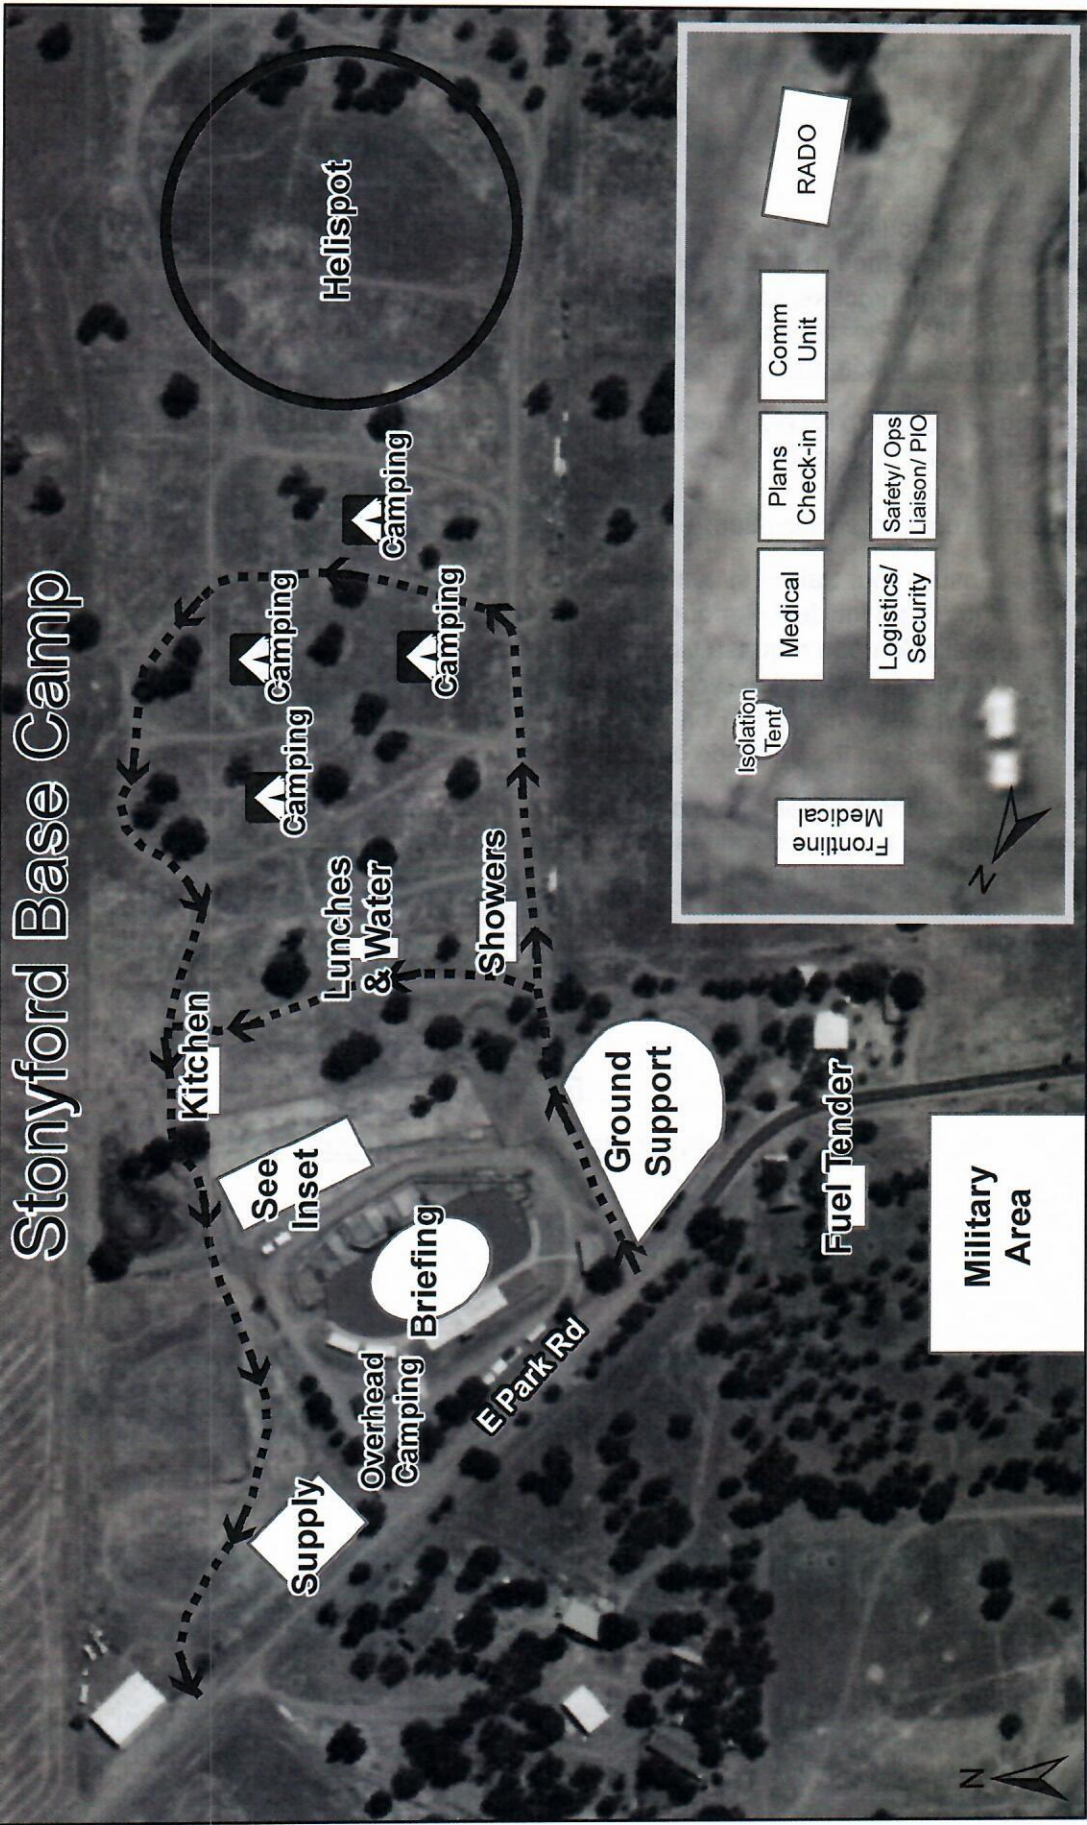 Stonyford Base Camp
Helispot
Camping
Camping
Camping
Camping
Lunches
& Water
Showers
Kitchen
See
Inset
Briefing
Overhead
Camping
Supply
E Park Rd
Ground
Support
Fuel Tender
Military
Area
N
Frontline
Medical
Isolation
Tent
Medical
Plans
Check-in
Comm
Unit
RADO
Logistics/
Security
Safety/ Ops
Liaison/ PIO
N